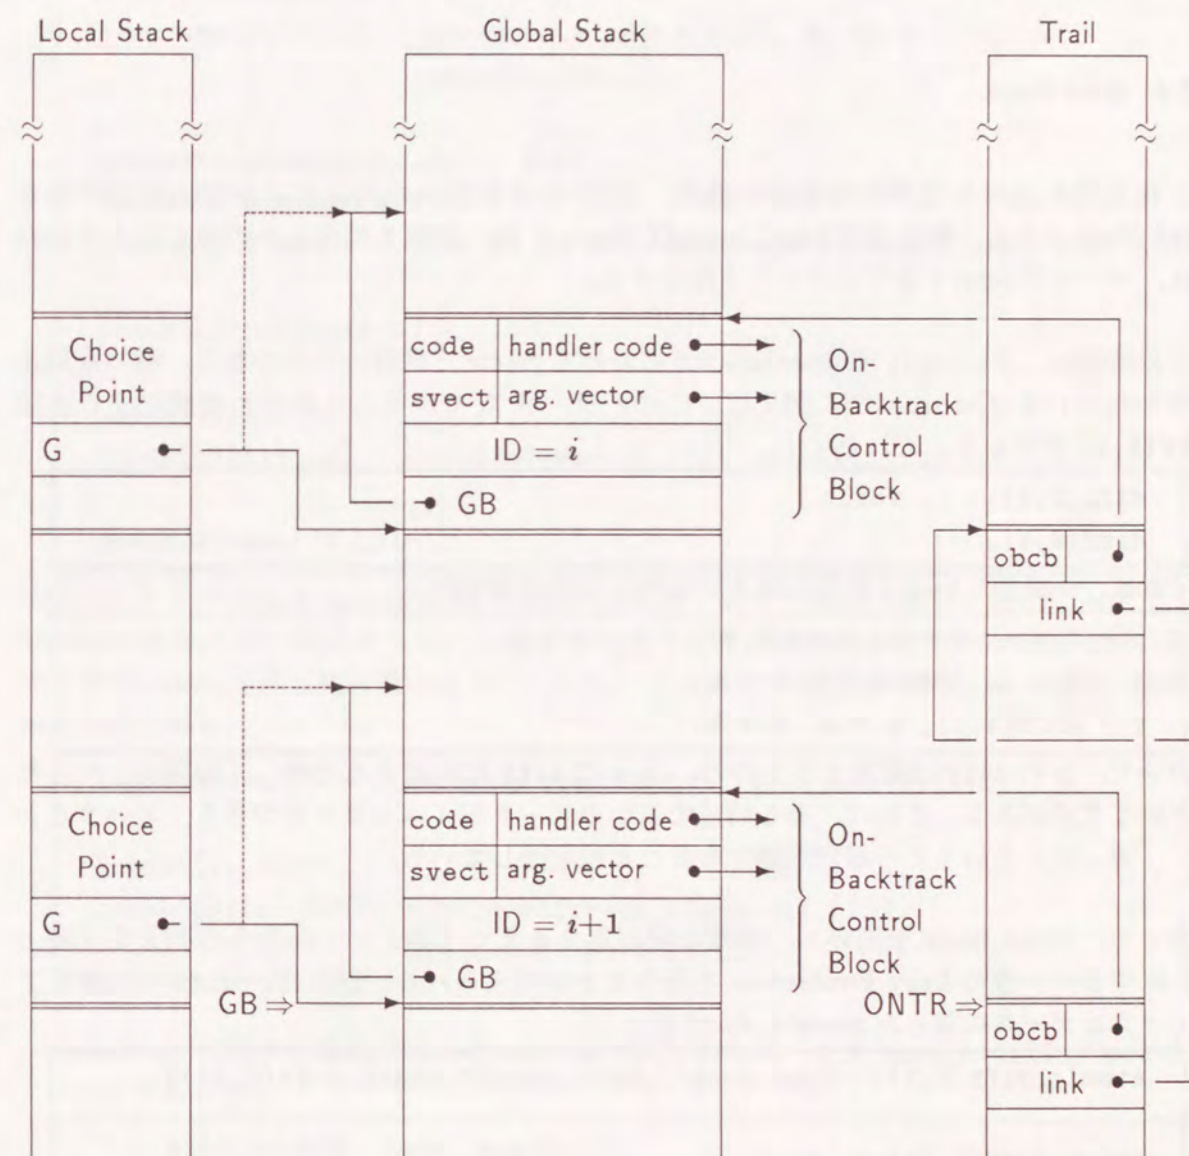 Local Stack
Global Stack
Trail
Choice
Point
G
code
handler code
svect
arg. vector
ID = i
GB
On-
Backtrack
Control
Block
obcb
link
Choice
Point
G
code
handler code
svect
arg. vector
ID = i+1
GB
GB⇒
On-
Backtrack
Control
Block
ONTR⇒
obcb
link